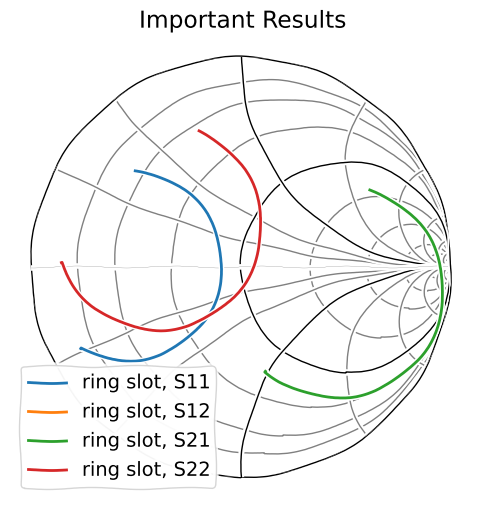 Important Results
ring slot, S11
ring slot, S12
ring slot, S21
ring slot, S22